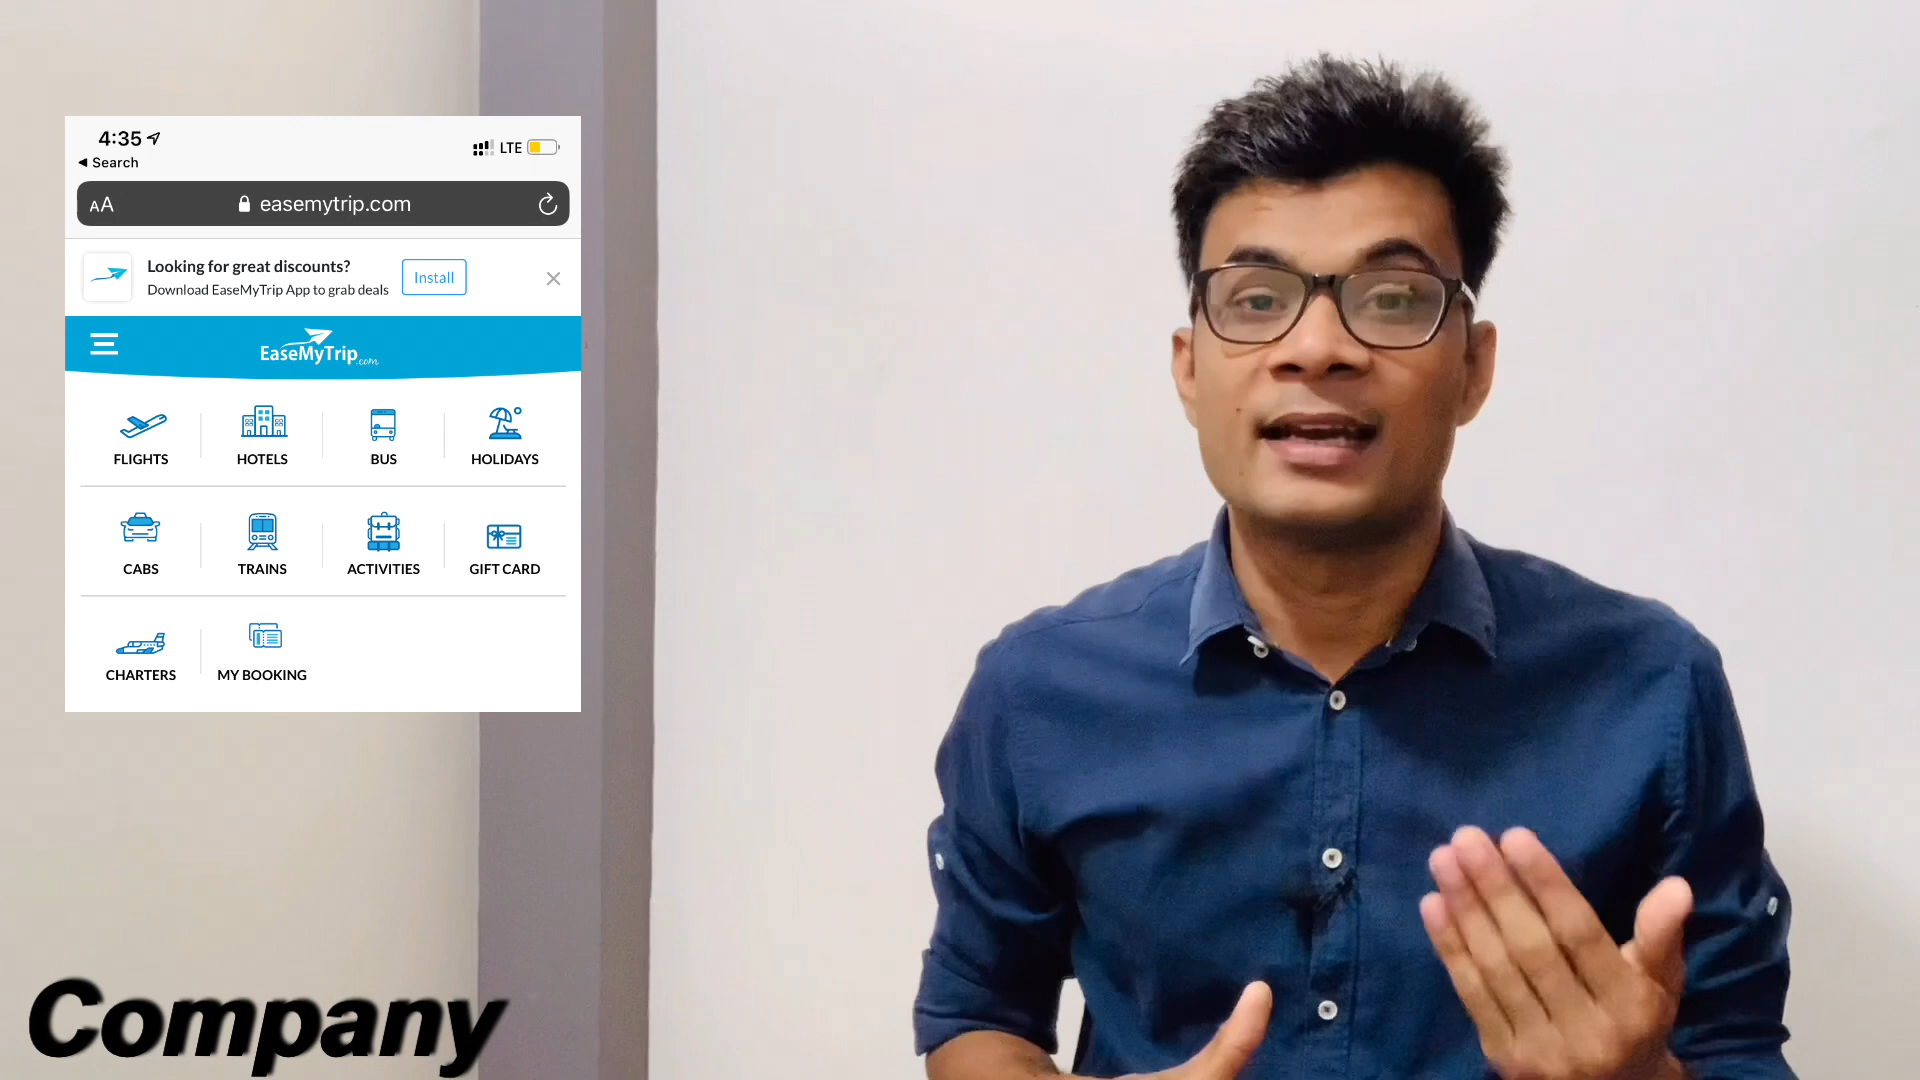 4:35
LTE
Search
AA easemytrip.com
Looking for great discounts?
Download EaseMyTrip App to grab deals
Install
EaseMyTrip.com
FLIGHTS HOTELS BUS HOLIDAYS
CABS TRAINS ACTIVITIES GIFT CARD
CHARTERS MY BOOKING
Company